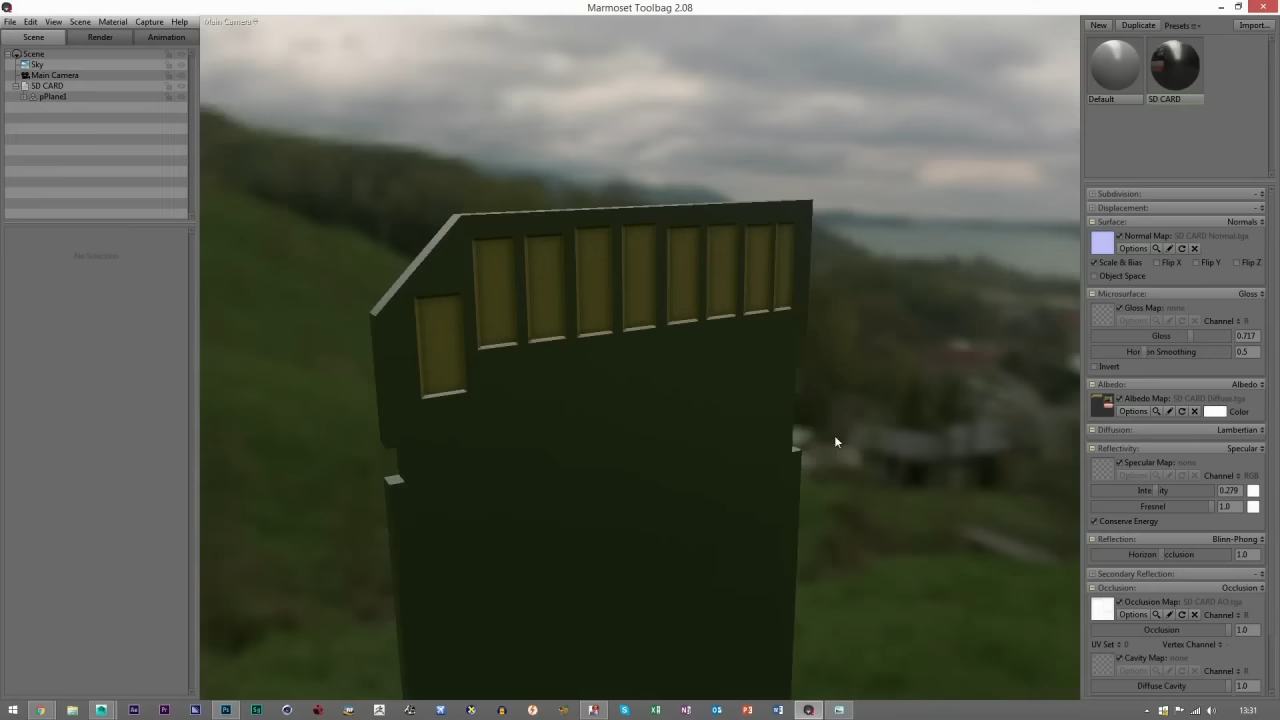 Marmoset Toolbag 2.08
File Edit View Scene Material Capture Help
Scene Render Animation
Scene
Sky
Main Camera
SD CARD
pPlane1
No Selection
Main Camera
New Duplicate Presets Import...
Default SD CARD
Subdivision: -
Displacement: -
Surface: Normals
Normal Map: SD CARD Normal.tga
Options
Scale & Bias Flip X Flip Y Flip Z
Object Space
Microsurface: Gloss
Gloss Map: none
Options Channel R
Gloss 0.717
Horizon Smoothing 0.5
Invert
Albedo: Albedo
Albedo Map: SD CARD Diffuse.tga
Options Color
Diffusion: Lambertian
Reflectivity: Specular
Specular Map: none
Options Channel RGB
Intensity 0.279
Fresnel 1.0
Conserve Energy
Reflection: Blinn-Phong
Horizon Occlusion 1.0
Secondary Reflection: -
Occlusion: Occlusion
Occlusion Map: SD CARD AO.tga
Options Channel R
Occlusion 1.0
UV Set 0 Vertex Channel -
Cavity Map: none
Options Channel R
Diffuse Cavity 1.0
13:31